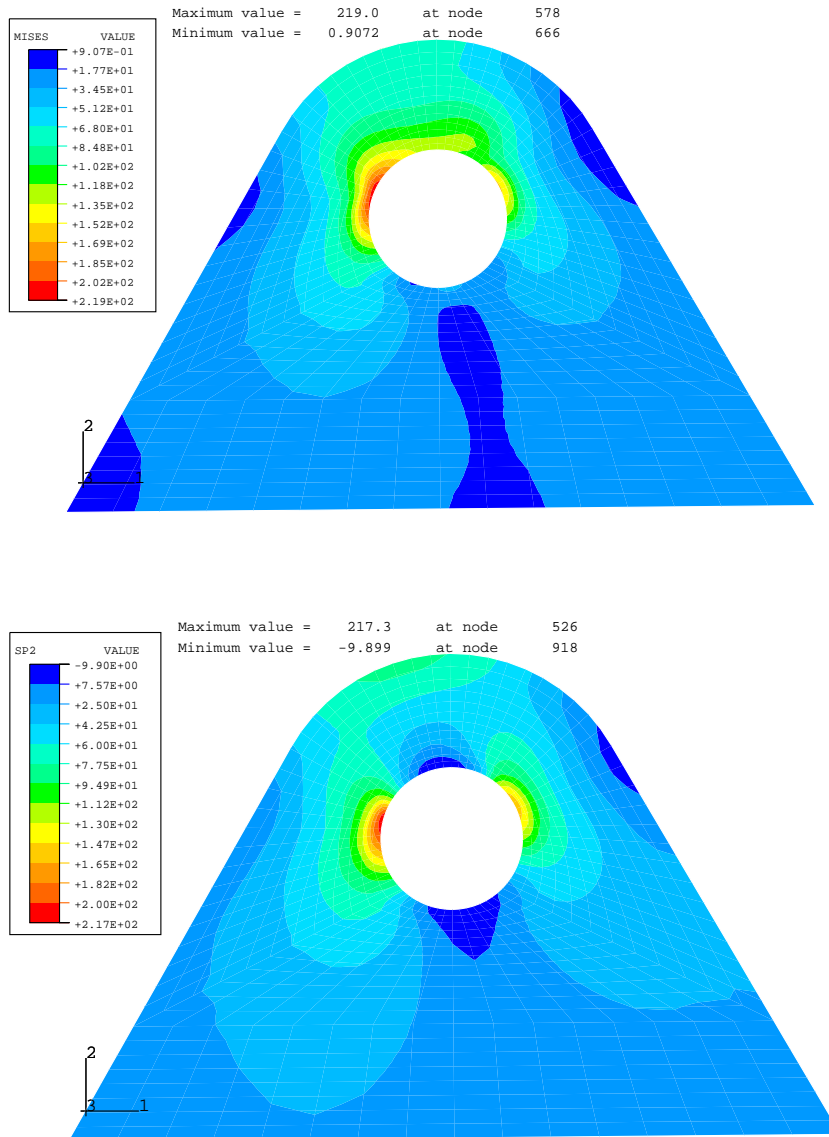 Maximum value = 219.0 at node 578
Minimum value = 0.9072 at node 666
MISES VALUE
+9.07E-01
+1.77E+01
+3.45E+01
+5.12E+01
+6.80E+01
+8.48E+01
+1.02E+02
+1.18E+02
+1.35E+02
+1.52E+02
+1.69E+02
+1.85E+02
+2.02E+02
+2.19E+02
2
Maximum value = 217.3 at node 526
Minimum value = -9.899 at node 918
SP2 VALUE
-9.90E+00
+7.57E+00
+2.50E+01
+4.25E+01
+6.00E+01
+7.75E+01
+9.49E+01
+1.12E+02
+1.30E+02
+1.47E+02
+1.65E+02
+1.82E+02
+2.00E+02
+2.17E+02
2
3 1